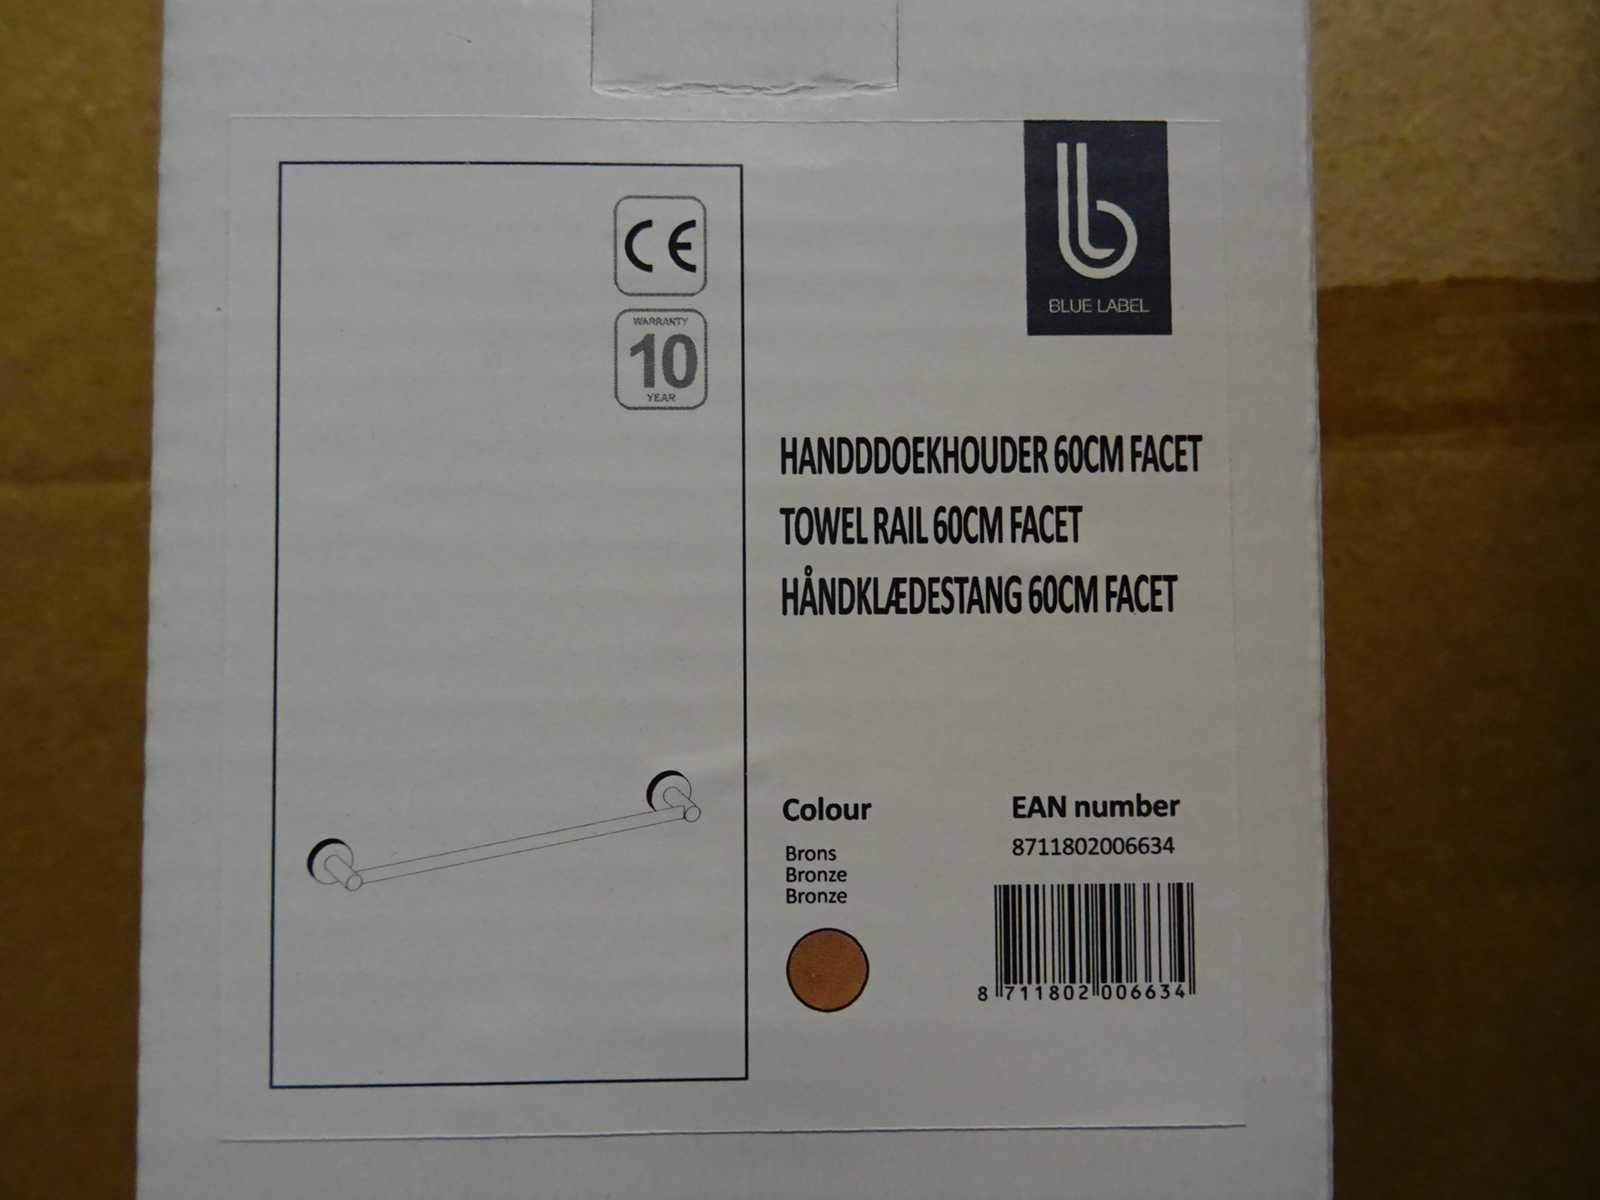 CE
WARRANTY
10
YEAR
b
BLUE LABEL
HANDDDOEKHOUDER 60CM FACET
TOWEL RAIL 60CM FACET
HÅNDKLÆDESTANG 60CM FACET
Colour
Brons
Bronze
Bronze
EAN number
8711802006634
8 711802 006634